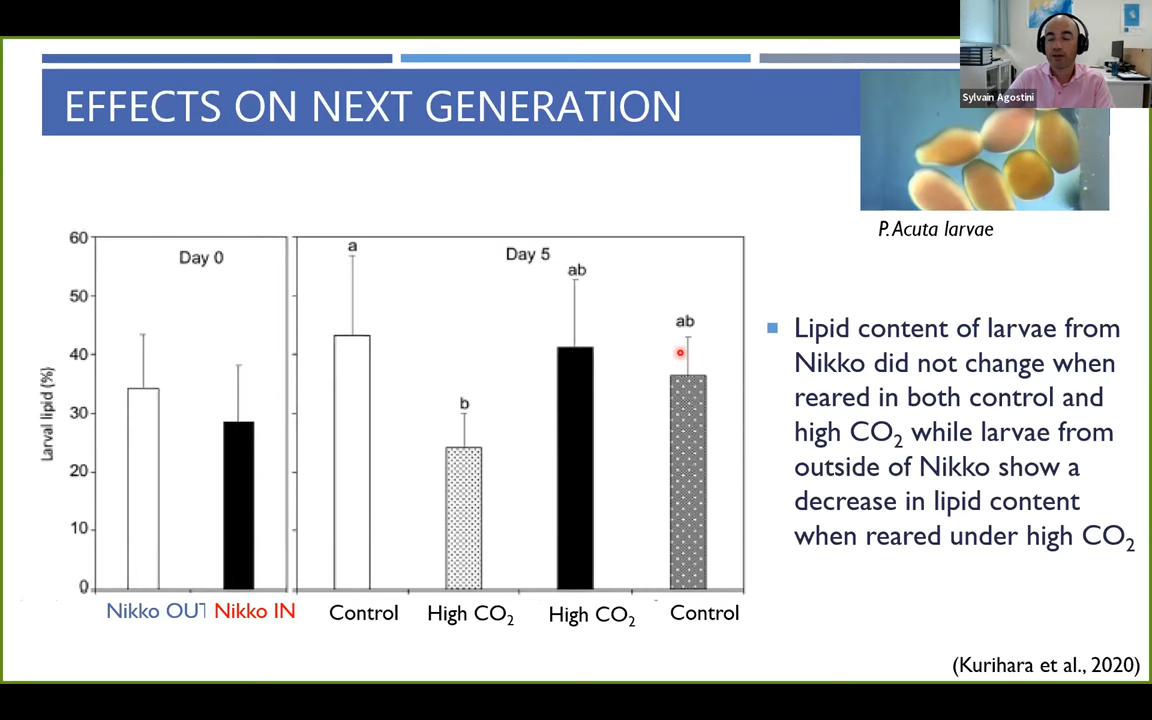 EFFECTS ON NEXT GENERATION
Sylvain Agostini
P. Acuta larvae
Larval lipid (%)
60
50
40
30
20
10
0
Day 0
Day 5
a
b
ab
ab
Nikko OUT
Nikko IN
Control
High CO₂
High CO₂
Control
Lipid content of larvae from
Nikko did not change when
reared in both control and
high CO₂ while larvae from
outside of Nikko show a
decrease in lipid content
when reared under high CO₂
(Kurihara et al., 2020)